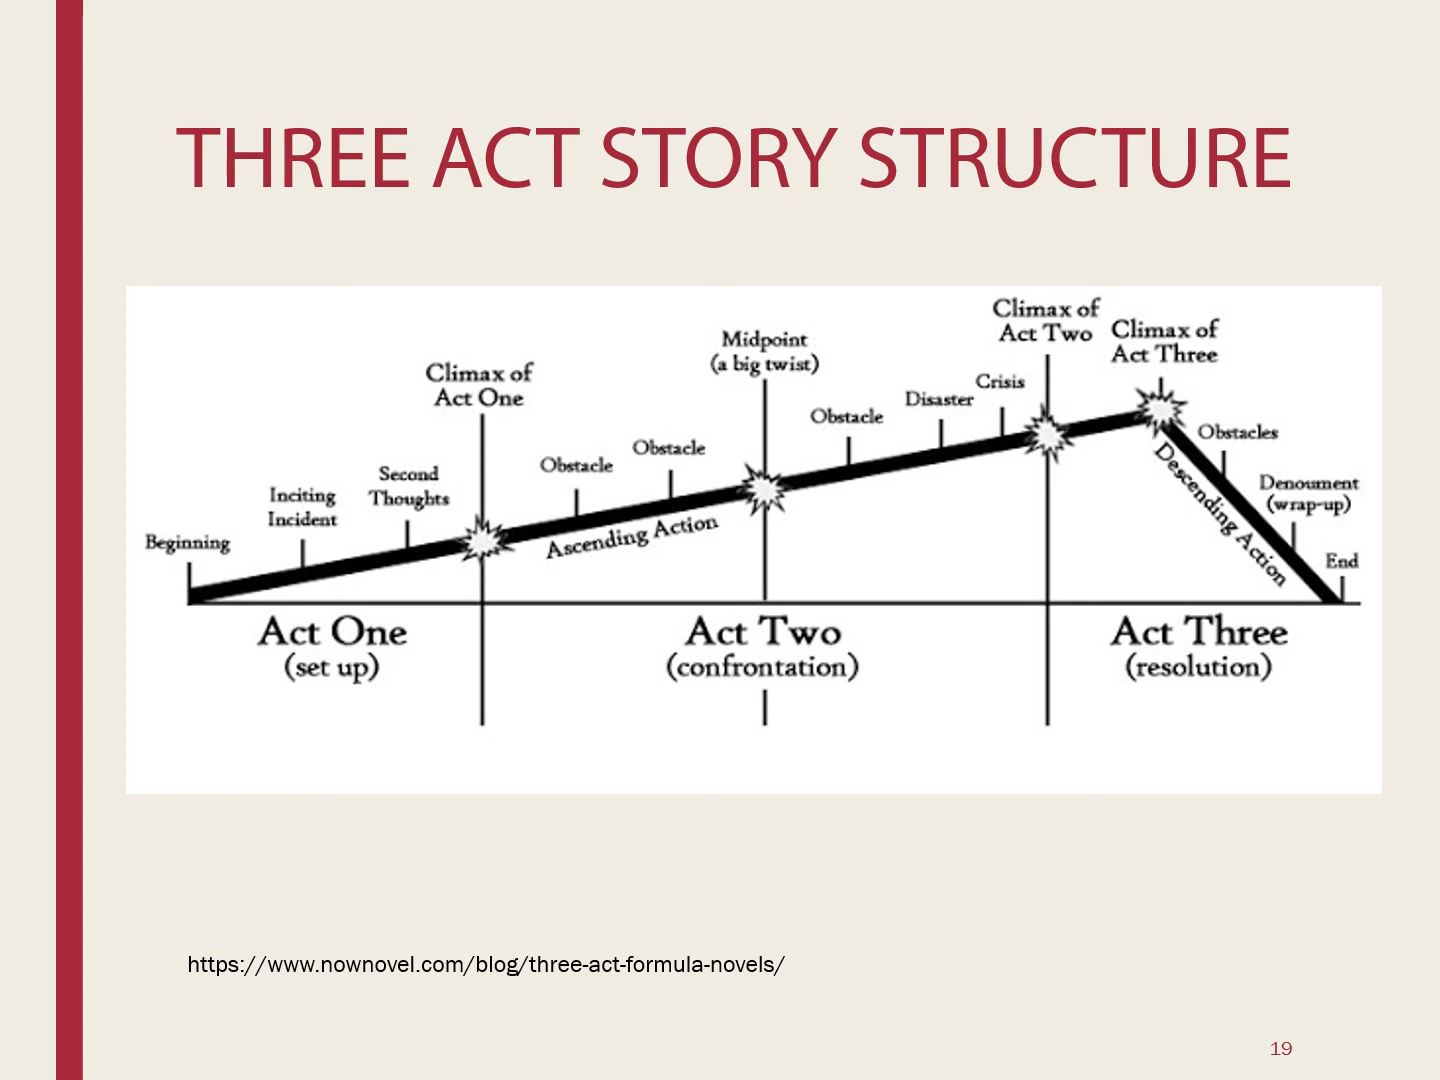 THREE ACT STORY STRUCTURE
Beginning
Inciting
Incident
Second
Thoughts
Climax of
Act One
Obstacle
Obstacle
Ascending Action
Midpoint
(a big twist)
Obstacle
Disaster
Crisis
Climax of
Act Two
Climax of
Act Three
Obstacles
Descending Action
Denoument
(wrap-up)
End
Act One
(set up)
Act Two
(confrontation)
Act Three
(resolution)
https://www.nownovel.com/blog/three-act-formula-novels/
19